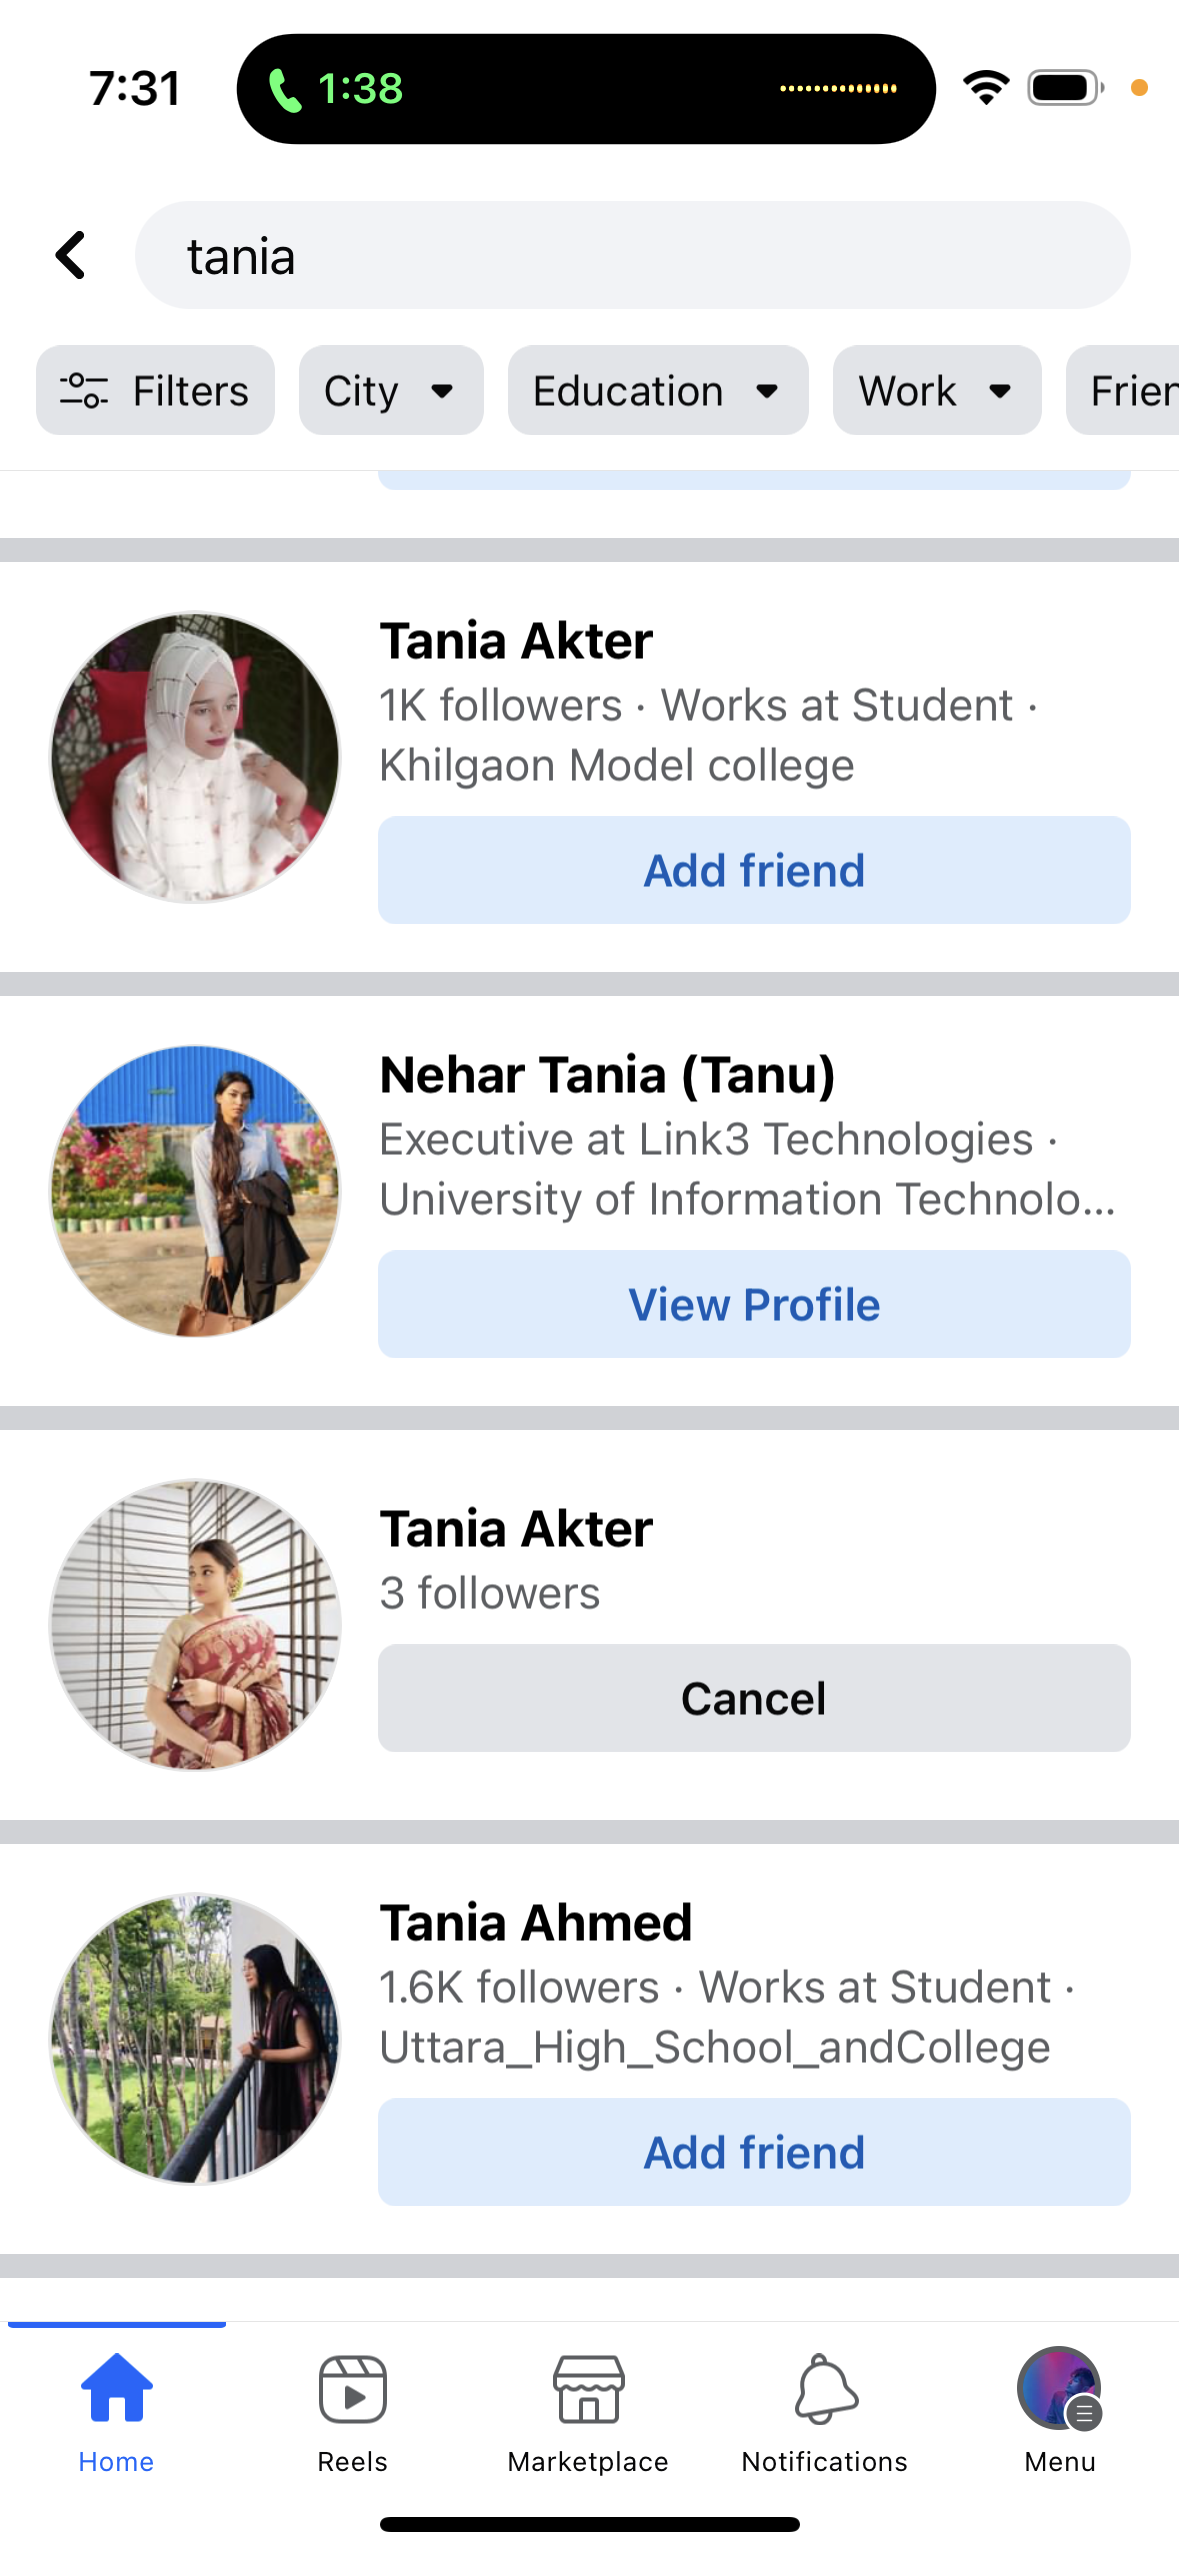 7:31
1:38
tania
Filters
City
Education
Work
Frien
Tania Akter
1K followers · Works at Student ·
Khilgaon Model college
Add friend
Nehar Tania (Tanu)
Executive at Link3 Technologies ·
University of Information Technolo...
View Profile
Tania Akter
3 followers
Cancel
Tania Ahmed
1.6K followers · Works at Student ·
Uttara_High_School_andCollege
Add friend
Home
Reels
Marketplace
Notifications
Menu